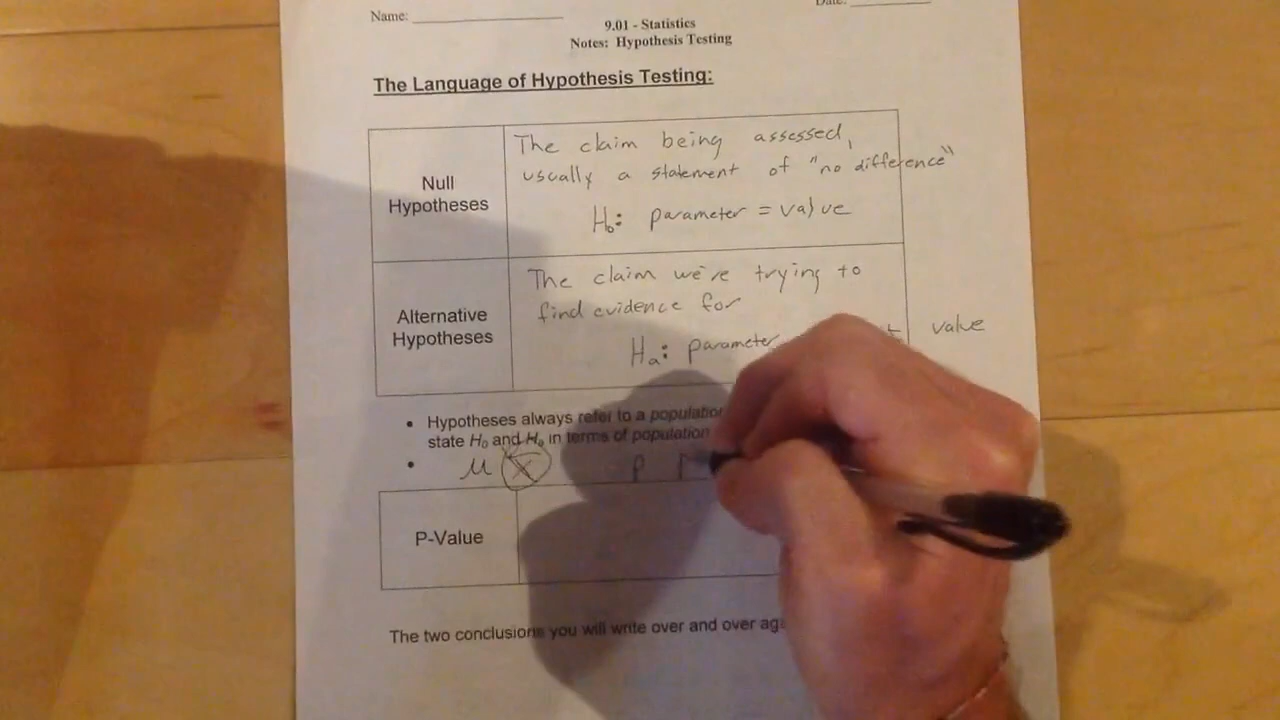 Name:
Date:
9.01 - Statistics
Notes: Hypothesis Testing
The Language of Hypothesis Testing:
Null
Hypotheses
The claim being assessed,
usually a statement of "no difference"
H₀: parameter = value
Alternative
Hypotheses
The claim we're trying to
find evidence for
Hₐ: parameter value
• Hypotheses always refer to a population
state H₀ and Hₐ in terms of population
• μ x̄ p
P-Value
The two conclusions you will write over and over